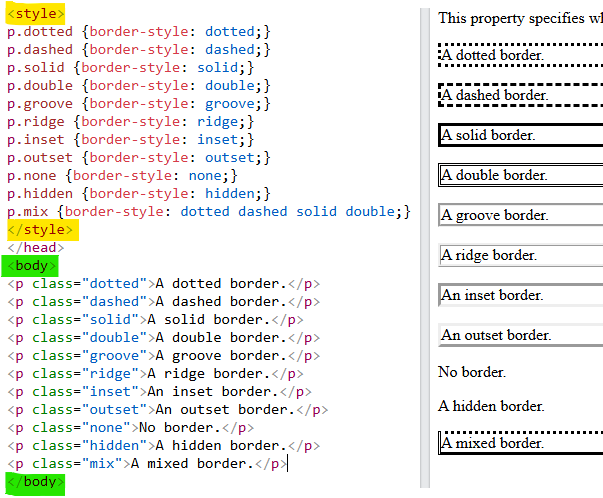 <style>
p.dotted {border-style: dotted;}
p.dashed {border-style: dashed;}
p.solid {border-style: solid;}
p.double {border-style: double;}
p.groove {border-style: groove;}
p.ridge {border-style: ridge;}
p.inset {border-style: inset;}
p.outset {border-style: outset;}
p.none {border-style: none;}
p.hidden {border-style: hidden;}
p.mix {border-style: dotted dashed solid double;}
</style>
</head>
<body>
<p class="dotted">A dotted border.</p>
<p class="dashed">A dashed border.</p>
<p class="solid">A solid border.</p>
<p class="double">A double border.</p>
<p class="groove">A groove border.</p>
<p class="ridge">A ridge border.</p>
<p class="inset">An inset border.</p>
<p class="outset">An outset border.</p>
<p class="none">No border.</p>
<p class="hidden">A hidden border.</p>
<p class="mix">A mixed border.</p>
</body>
This property specifies
A dotted border.
A dashed border.
A solid border.
A double border.
A groove border.
A ridge border.
An inset border.
An outset border.
No border.
A hidden border.
A mixed border.